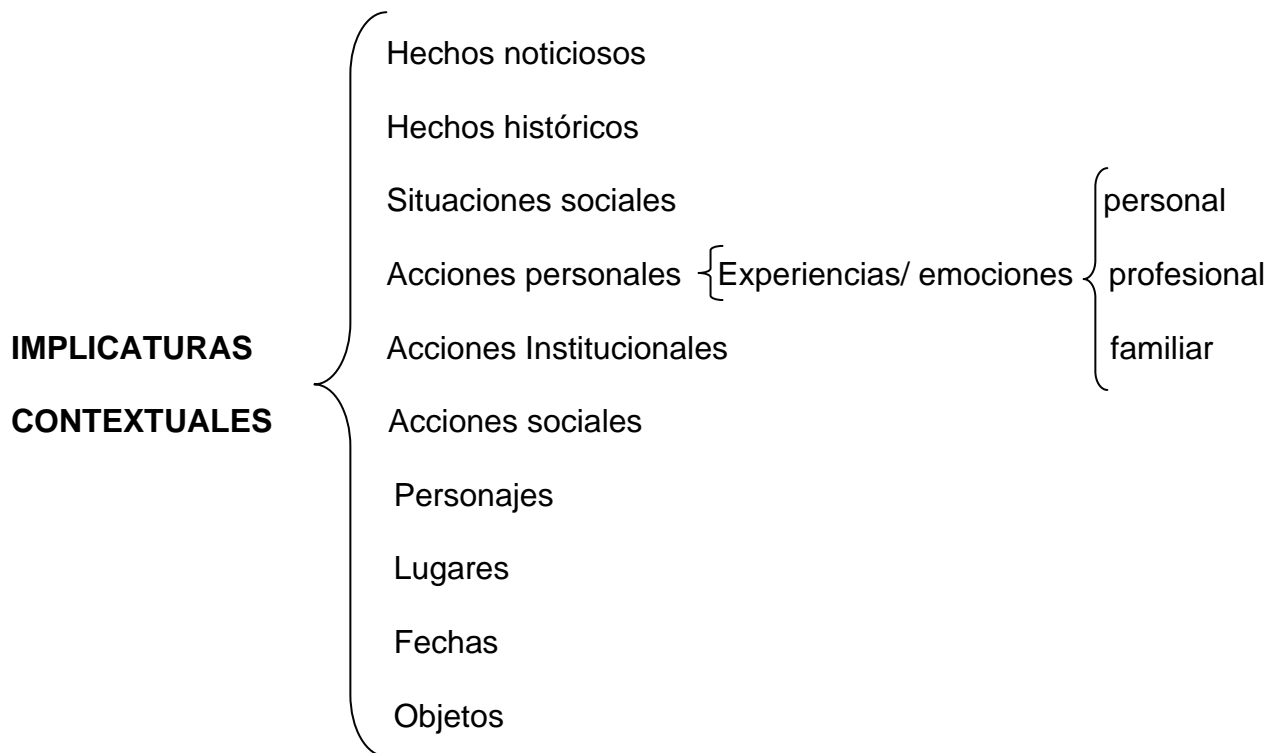 Hechos noticiosos
Hechos históricos
Situaciones sociales personal
Acciones personales Experiencias/ emociones profesional
IMPLICATURAS Acciones Institucionales familiar
CONTEXTUALES Acciones sociales
Personajes
Lugares
Fechas
Objetos